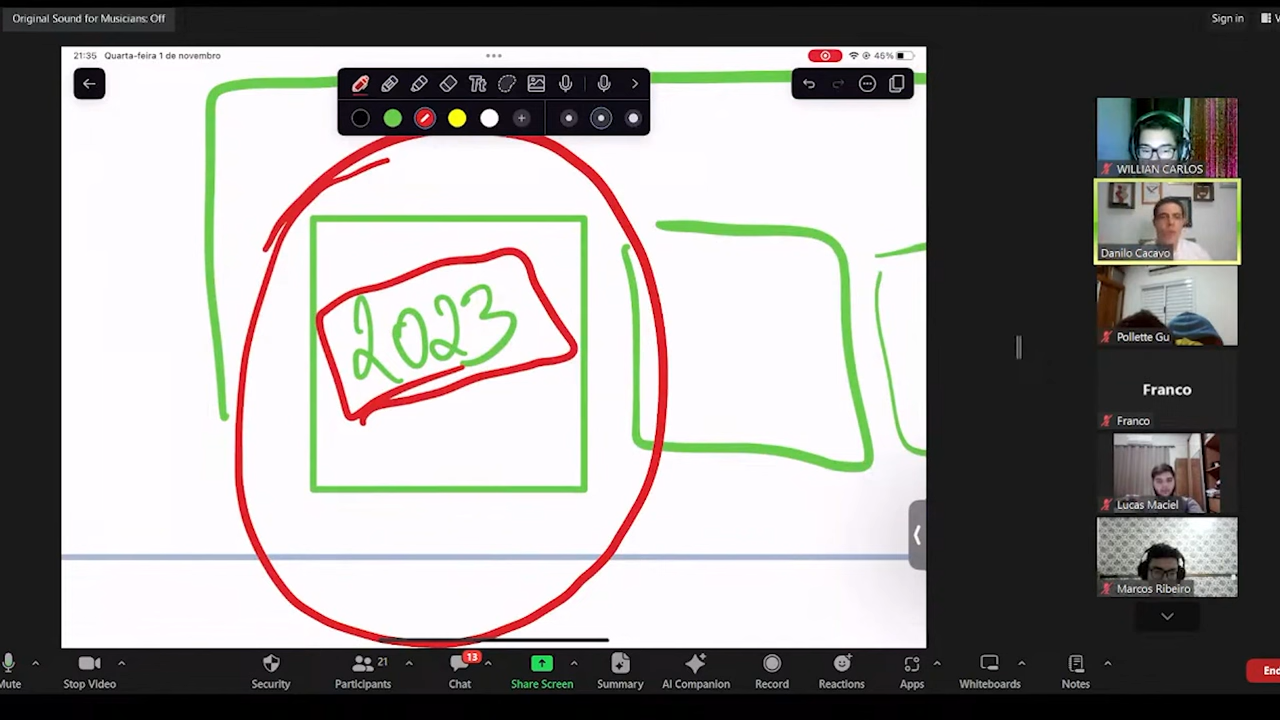 Original Sound for Musicians: Off
Sign in
21:35 Quarta-feira 1 de novembro
45%
2023
WILLIAN CARLOS
Danilo Cacavo
Pollette Gu
Franco
Franco
Lucas Maciel
Marcos Ribeiro
Mute
Stop Video
Security
21
Participants
13
Chat
Share Screen
Summary
AI Companion
Record
Reactions
Apps
Whiteboards
Notes
End